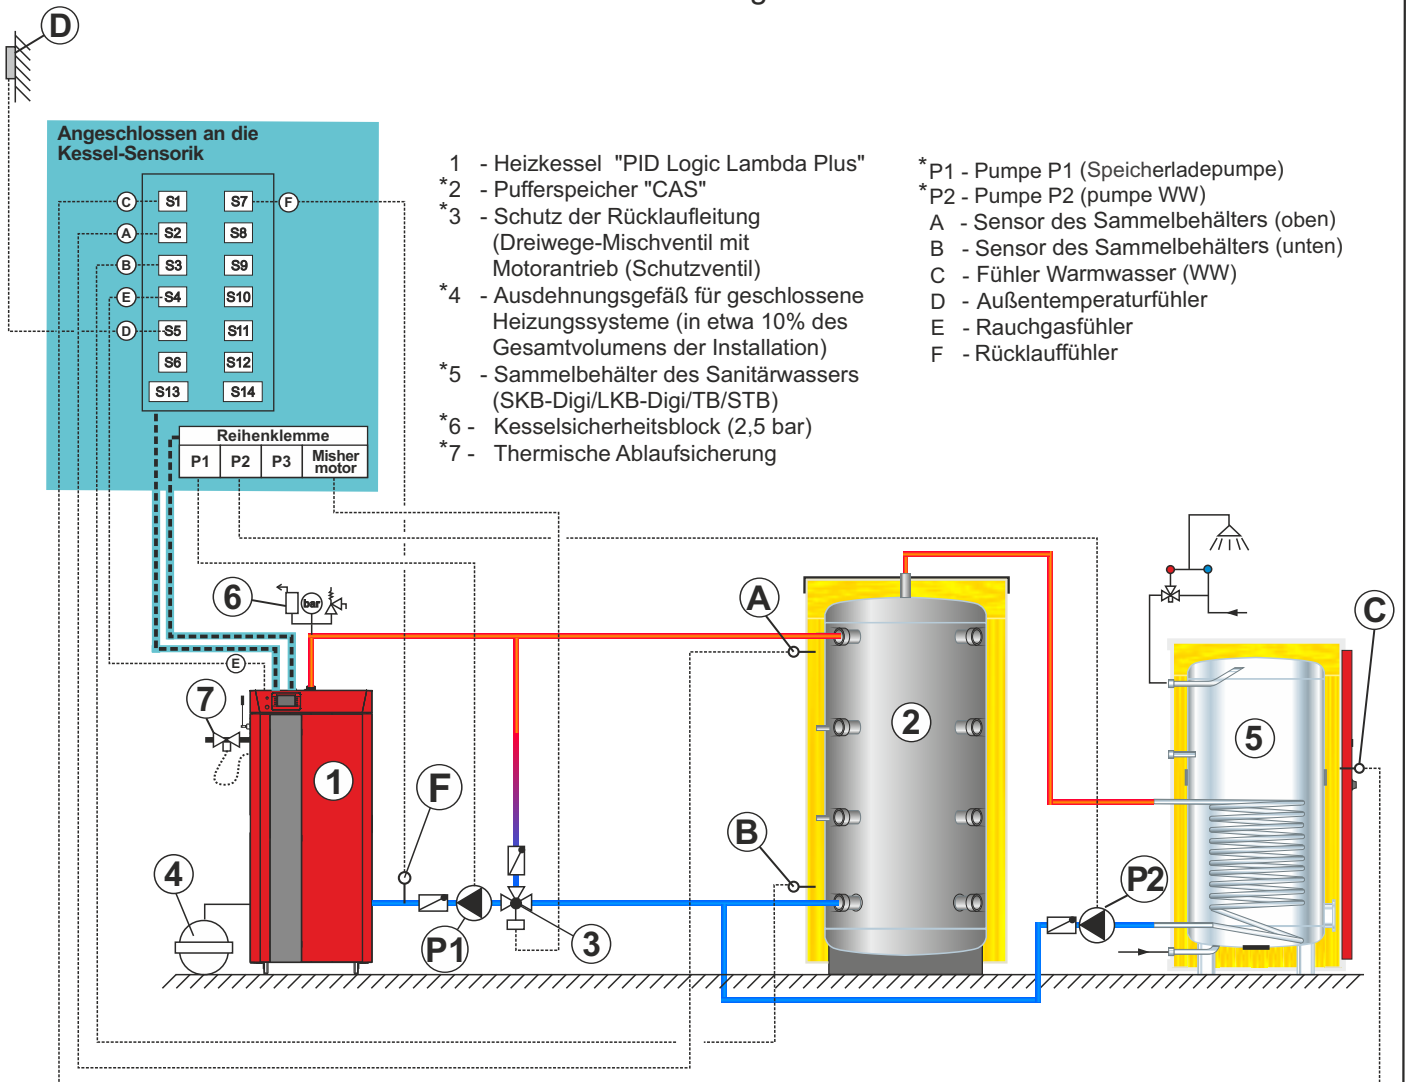 D
Angeschlossen an die
Kessel-Sensorik
C S1 S7 F
A S2 S8
B S3 S9
E S4 S10
D S5 S11
S6 S12
S13 S14
Reihenklemme
P1 P2 P3 Misher
motor
1 - Heizkessel "PID Logic Lambda Plus"
*2 - Pufferspeicher "CAS"
*3 - Schutz der Rücklaufleitung
(Dreiwege-Mischventil mit
Motorantrieb (Schutzventil)
*4 - Ausdehnungsgefäß für geschlossene
Heizungssysteme (in etwa 10% des
Gesamtvolumens der Installation)
*5 - Sammelbehälter des Sanitärwassers
(SKB-Digi/LKB-Digi/TB/STB)
*6 - Kesselsicherheitsblock (2,5 bar)
*7 - Thermische Ablaufsicherung
*P1 - Pumpe P1 (Speicherladepumpe)
*P2 - Pumpe P2 (pumpe WW)
A - Sensor des Sammelbehälters (oben)
B - Sensor des Sammelbehälters (unten)
C - Fühler Warmwasser (WW)
D - Außentemperaturfühler
E - Rauchgasfühler
F - Rücklauffühler
6
bar
A
C
E
7
2
5
1
F
B
4
P2
P1
3